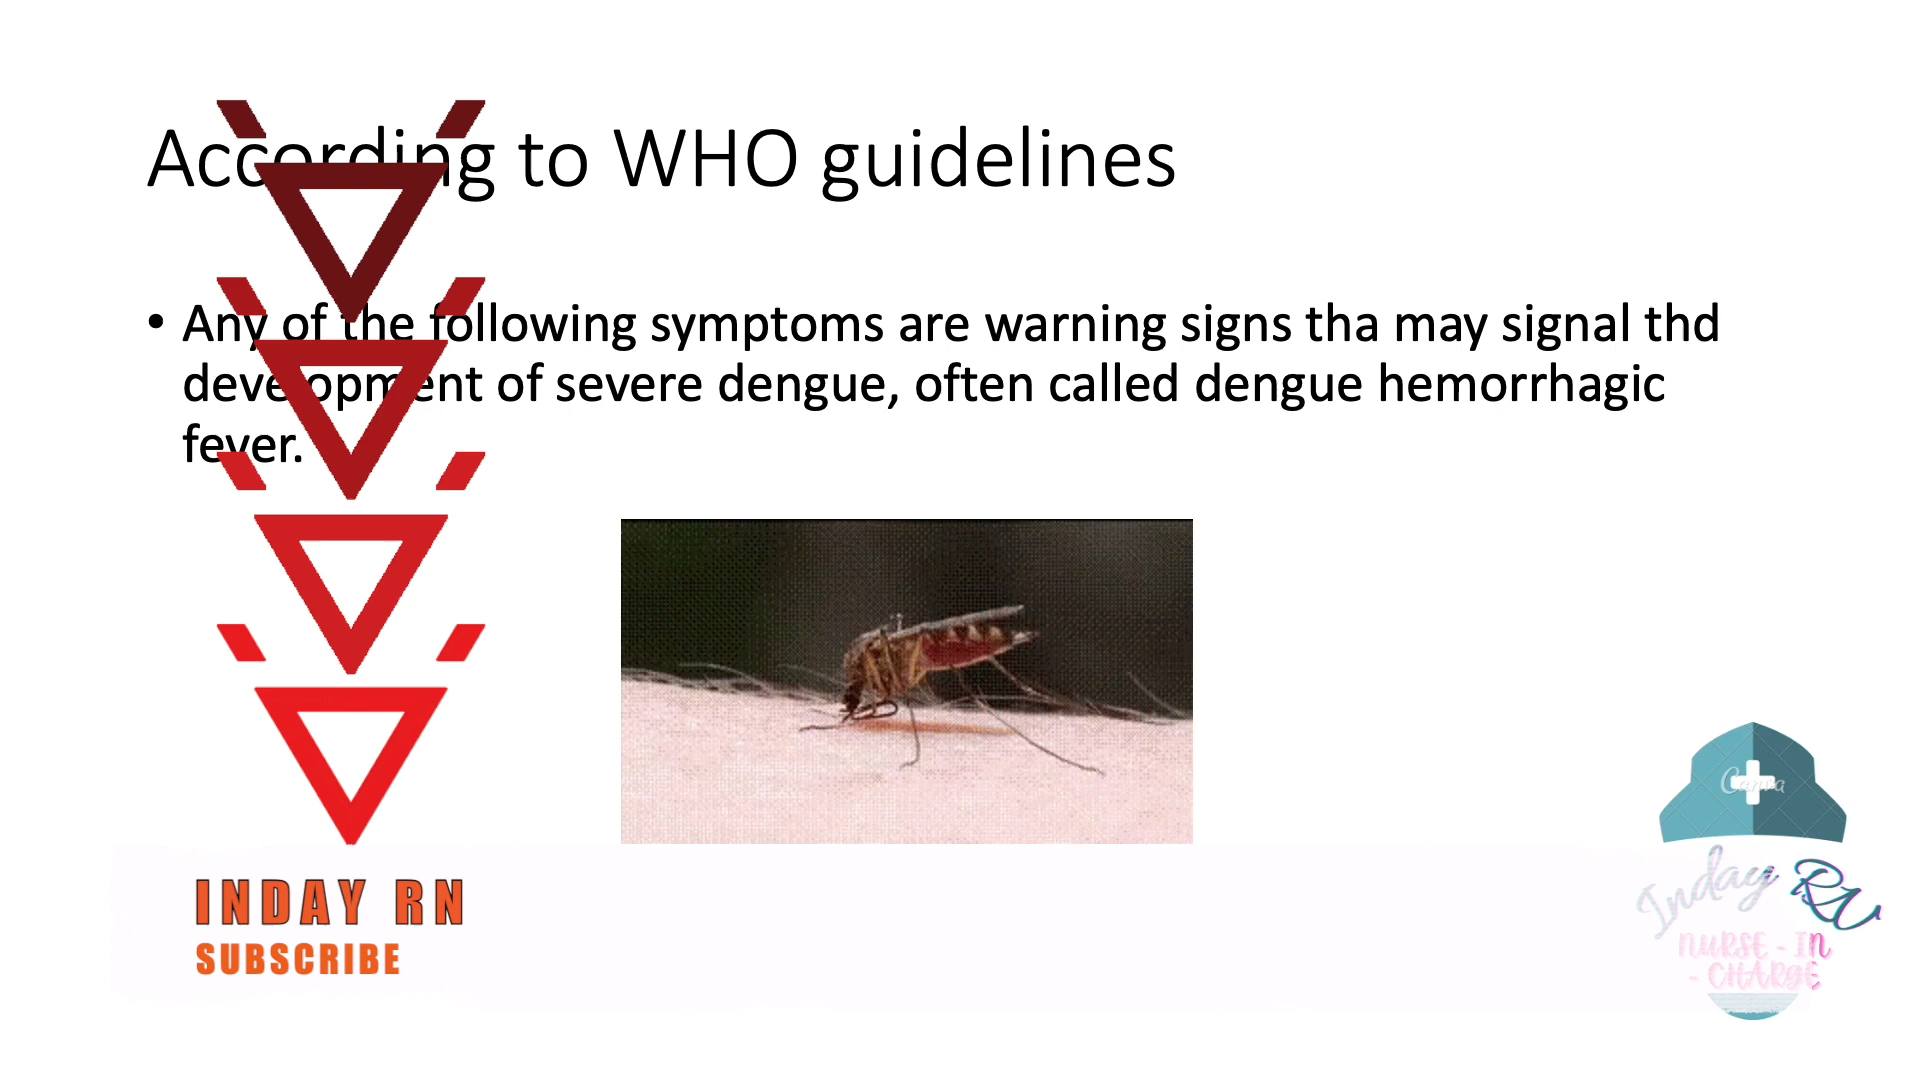 According to WHO guidelines
• Any of the following symptoms are warning signs tha may signal thd
development of severe dengue, often called dengue hemorrhagic
fever.
Canva
INDAY RN
SUBSCRIBE
Inday RN
NURSE - IN
- CHARGE